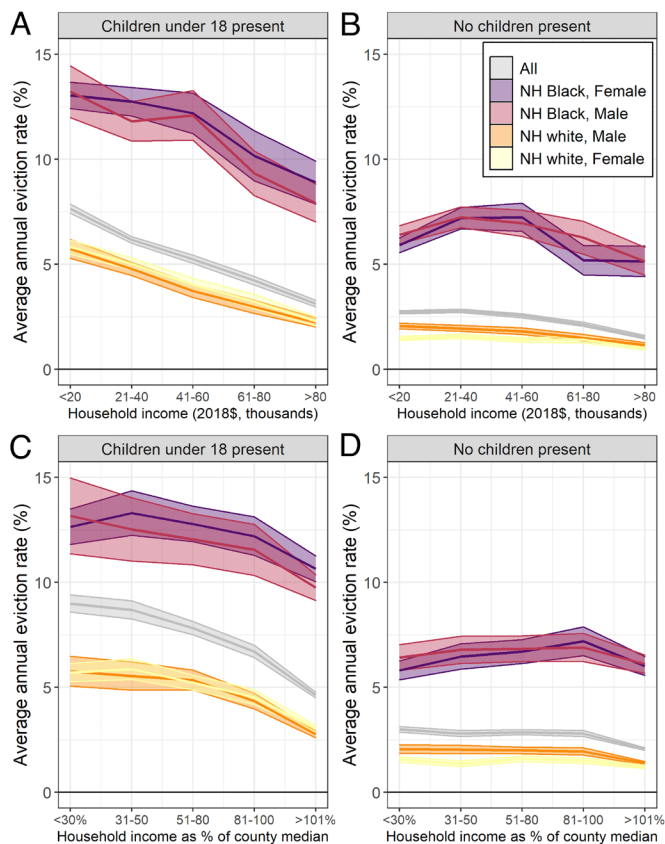 A
Children under 18 present
Average annual eviction rate (%)
15
10
5
0
<20
21-40
41-60
61-80
>80
Household income (2018$, thousands)
B
No children present
Average annual eviction rate (%)
15
10
5
0
<20
21-40
41-60
61-80
>80
Household income (2018$, thousands)
All
NH Black, Female
NH Black, Male
NH white, Male
NH white, Female
C
Children under 18 present
Average annual eviction rate (%)
15
10
5
0
<30%
31-50
51-80
81-100
>101%
Household income as % of county median
D
No children present
Average annual eviction rate (%)
15
10
5
0
<30%
31-50
51-80
81-100
>101%
Household income as % of county median